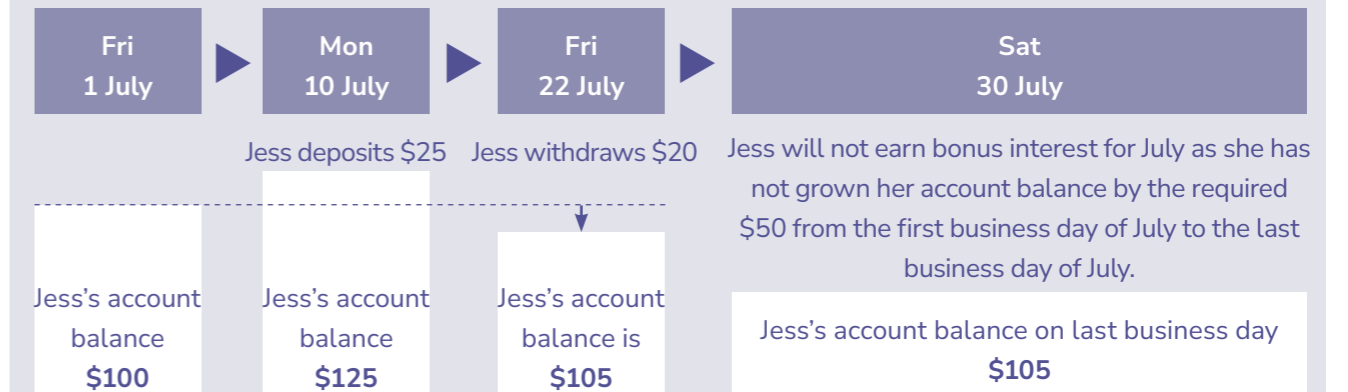 Fri
1 July
Mon
10 July
Fri
22 July
Sat
30 July
Jess deposits $25
Jess withdraws $20
Jess will not earn bonus interest for July as she has
not grown her account balance by the required
$50 from the first business day of July to the last
business day of July.
Jess’s account
balance
$100
Jess’s account
balance
$125
Jess’s account
balance is
$105
Jess’s account balance on last business day
$105